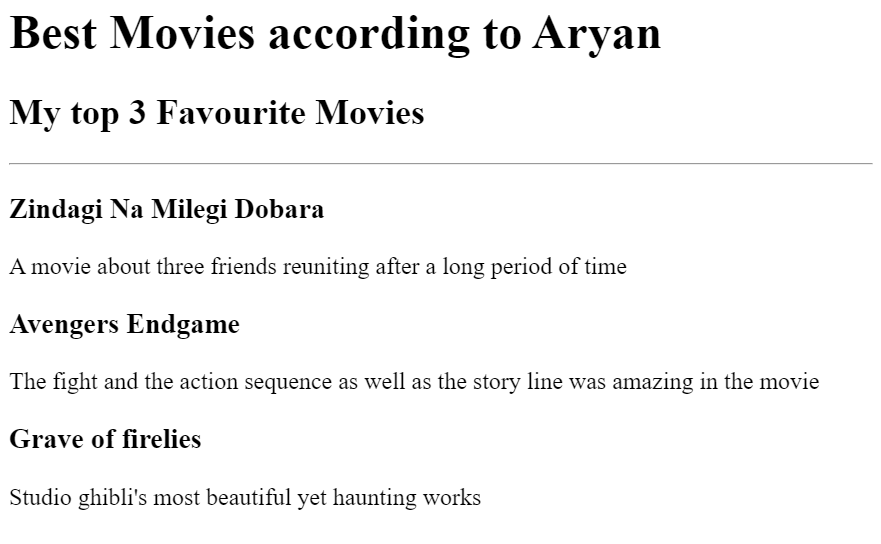 Best Movies according to Aryan
My top 3 Favourite Movies
Zindagi Na Milegi Dobara
A movie about three friends reuniting after a long period of time
Avengers Endgame
The fight and the action sequence as well as the story line was amazing in the movie
Grave of firelies
Studio ghibli's most beautiful yet haunting works